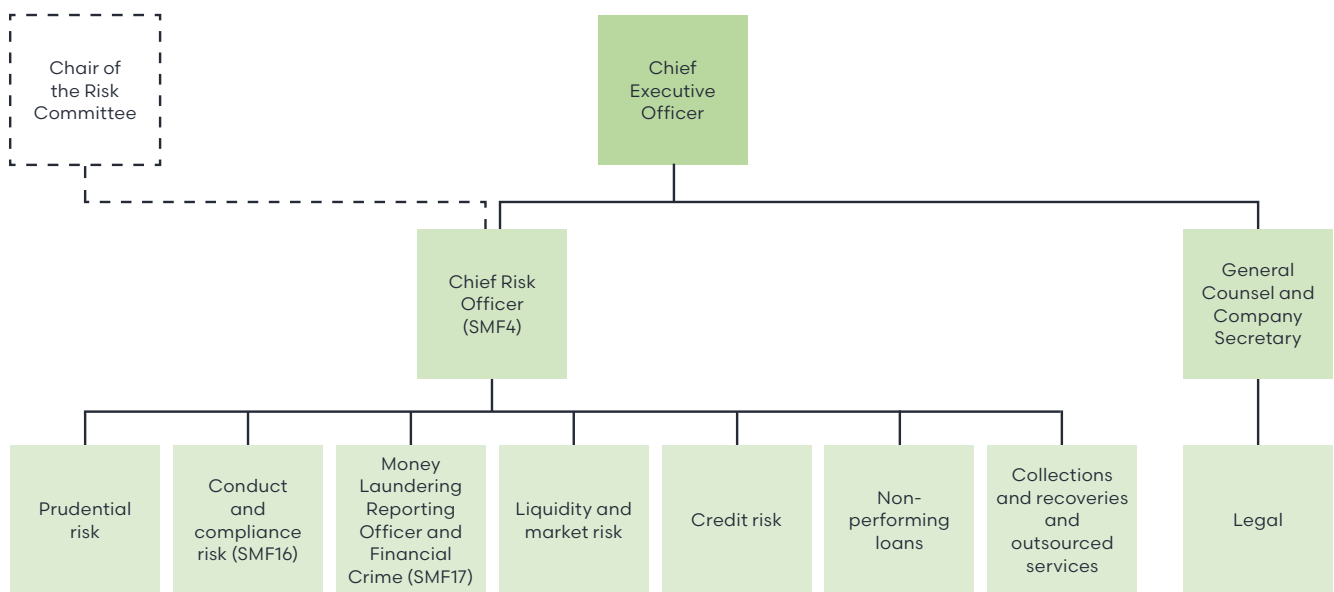 Chair of
the Risk
Committee
Chief
Executive
Officer
Chief Risk
Officer
(SMF4)
General
Counsel and
Company
Secretary
Prudential
risk
Conduct
and
compliance
risk (SMF16)
Money
Laundering
Reporting
Officer and
Financial
Crime (SMF17)
Liquidity and
market risk
Credit risk
Non-
performing
loans
Collections
and recoveries
and
outsourced
services
Legal